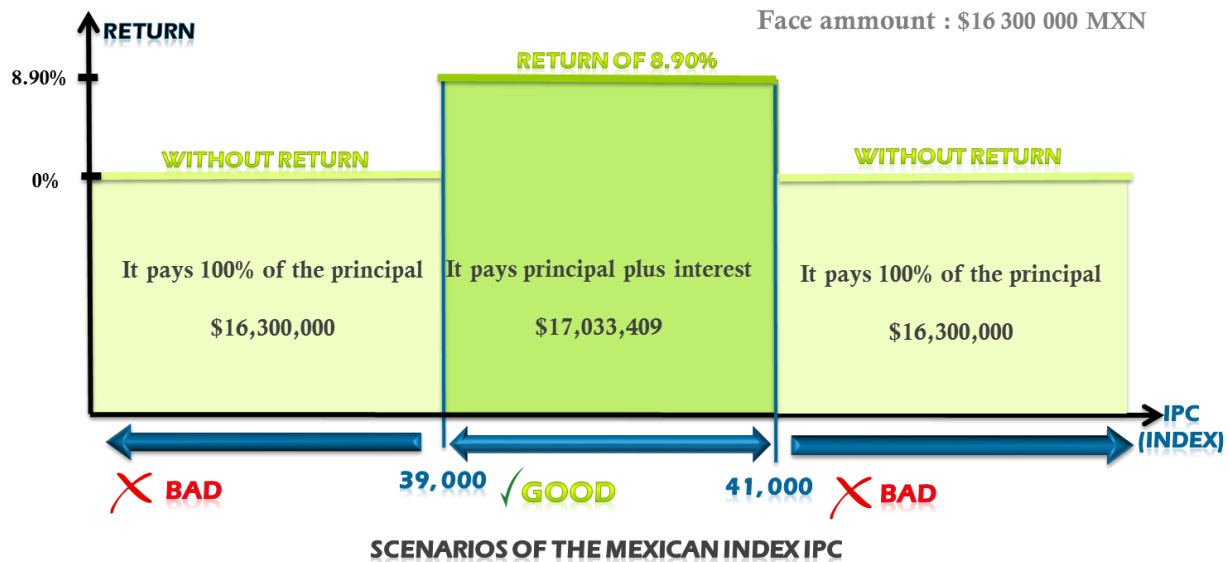 Face ammount : $16 300 000 MXN
RETURN
RETURN OF 8.90%
8.90%
WITHOUT RETURN
WITHOUT RETURN
0%
It pays 100% of the principal
$16,300,000
It pays principal plus interest
$17,033,409
It pays 100% of the principal
$16,300,000
IPC
(INDEX)
39,000
41,000
BAD
GOOD
BAD
SCENARIOS OF THE MEXICAN INDEX IPC